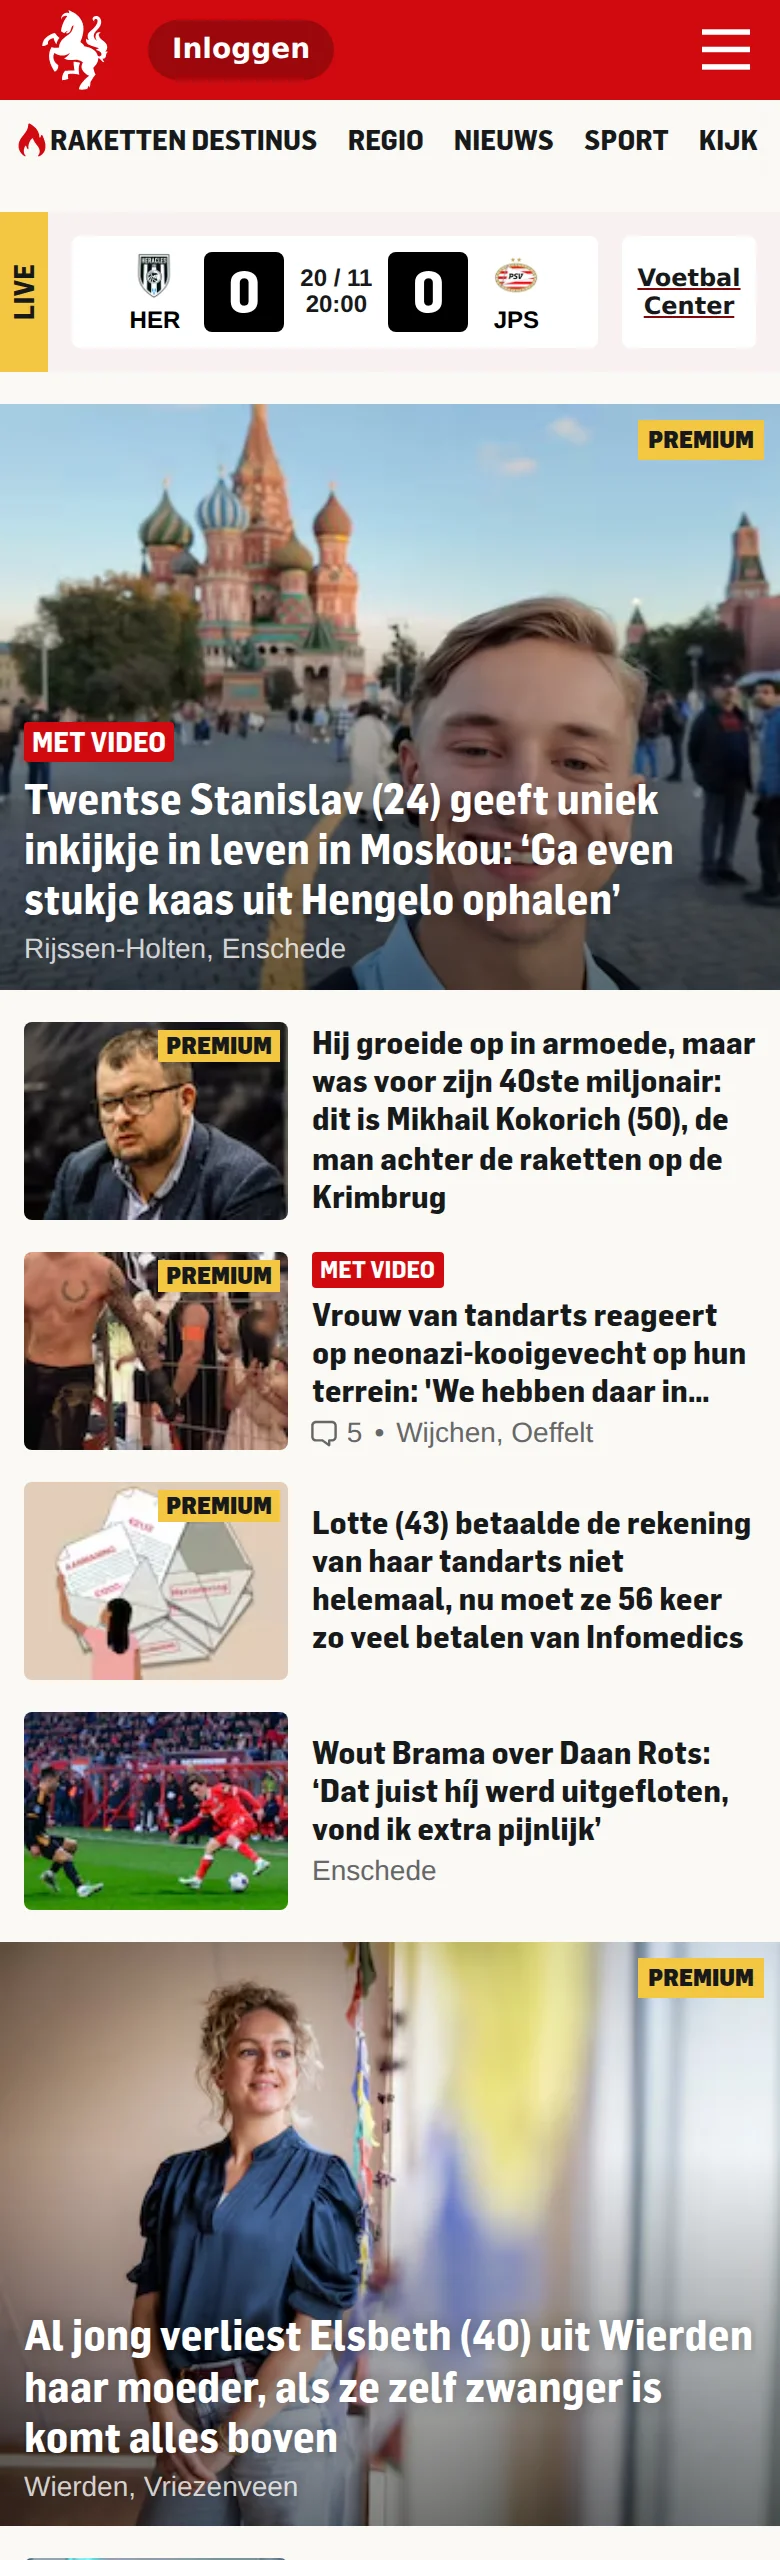 Inloggen
RAKETTEN DESTINUS REGIO NIEUWS SPORT KIJK
LIVE
HERACLES
HER
0
20 / 11
20:00
0
PSV
JPS
Voetbal
Center
PREMIUM
MET VIDEO
Twentse Stanislav (24) geeft uniek
inkijkje in leven in Moskou: ‘Ga even
stukje kaas uit Hengelo ophalen’
Rijssen-Holten, Enschede
PREMIUM
Hij groeide op in armoede, maar
was voor zijn 40ste miljonair:
dit is Mikhail Kokorich (50), de
man achter de raketten op de
Krimbrug
PREMIUM
MET VIDEO
Vrouw van tandarts reageert
op neonazi-kooigevecht op hun
terrein: 'We hebben daar in...
5 • Wijchen, Oeffelt
PREMIUM
AANMANING
Herinnering
Lotte (43) betaalde de rekening
van haar tandarts niet
helemaal, nu moet ze 56 keer
zo veel betalen van Infomedics
Wout Brama over Daan Rots:
‘Dat juist híj werd uitgefloten,
vond ik extra pijnlijk’
Enschede
PREMIUM
Al jong verliest Elsbeth (40) uit Wierden
haar moeder, als ze zelf zwanger is
komt alles boven
Wierden, Vriezenveen